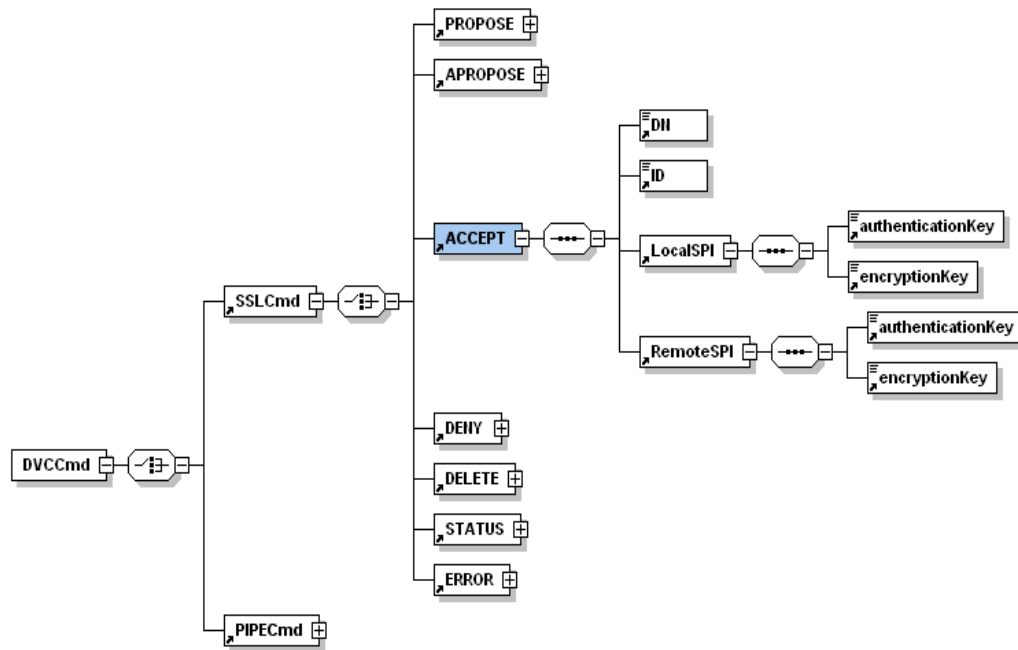 PROPOSE
APROPOSE
DN
ID
ACCEPT
LocalSPI
authenticationKey
encryptionKey
SSLCmd
RemoteSPI
authenticationKey
encryptionKey
DENY
DVCCmd
DELETE
STATUS
ERROR
PIPECmd